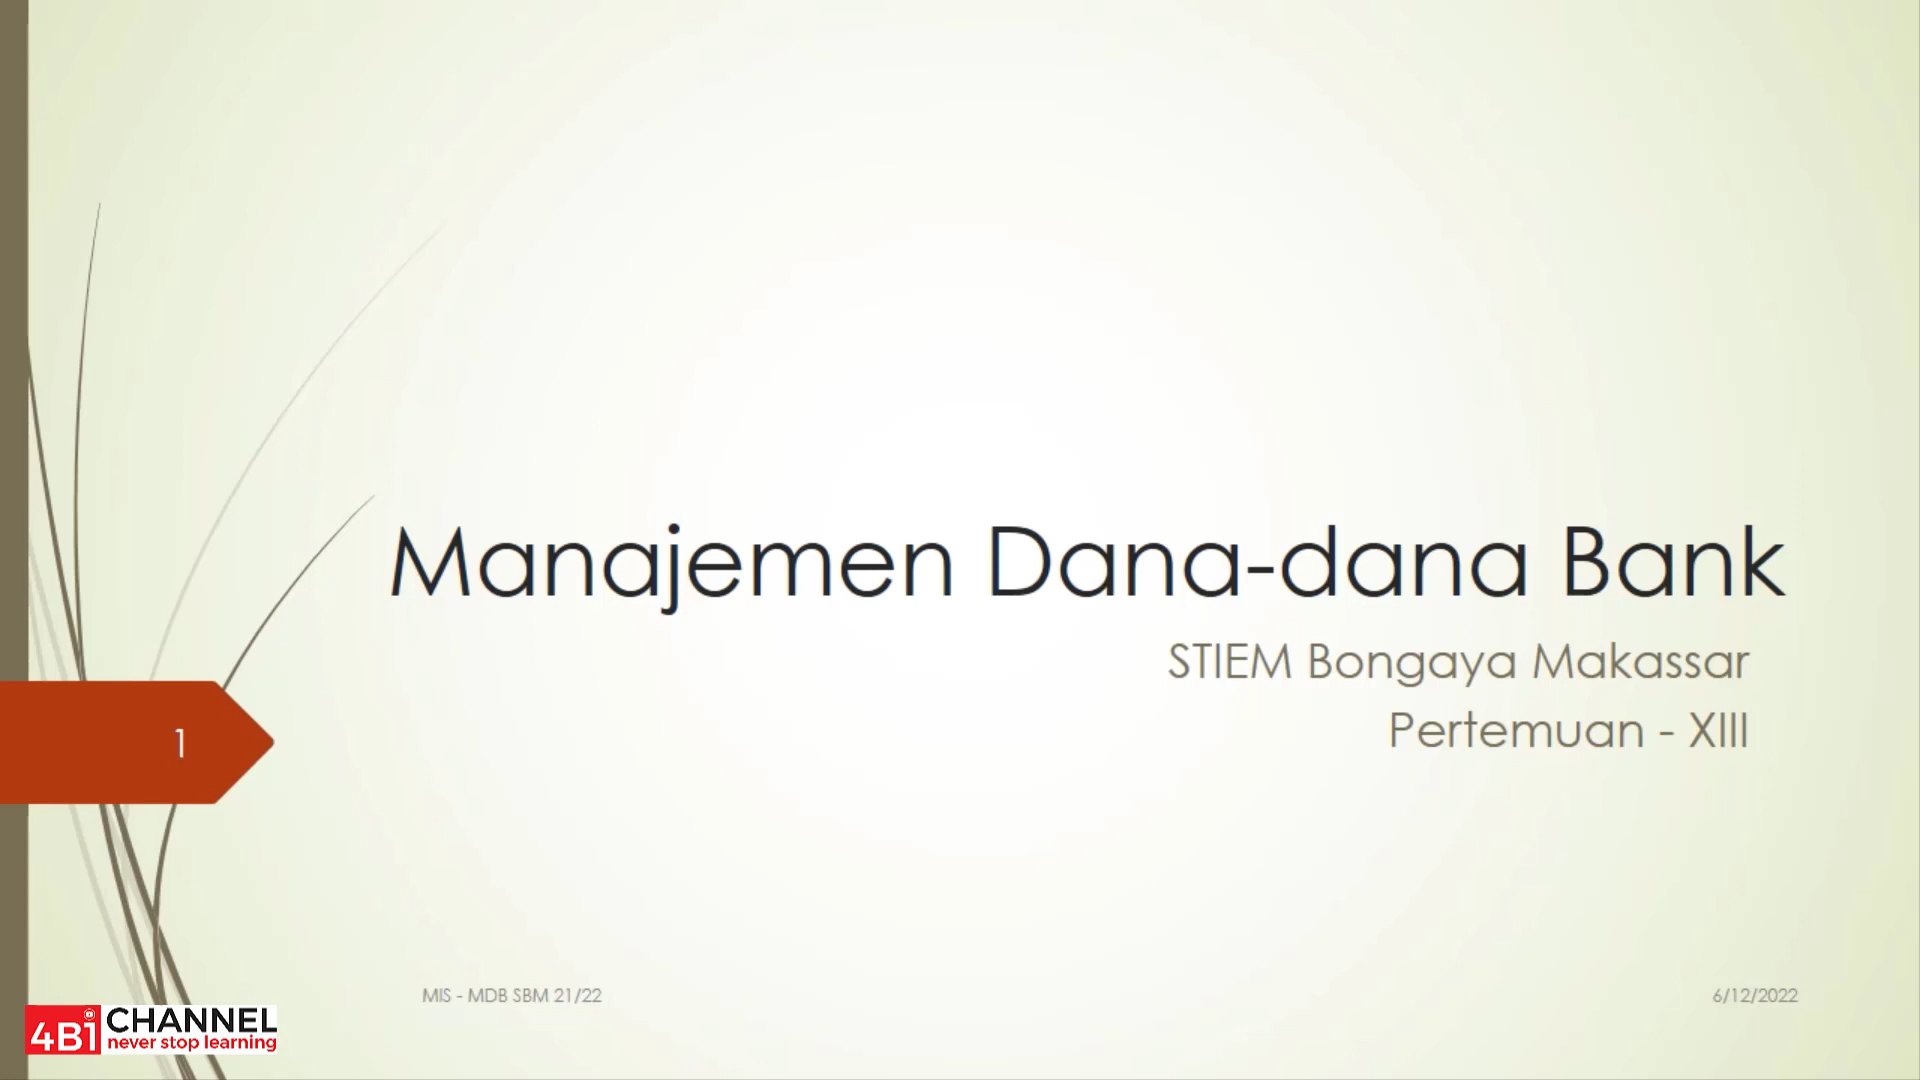 Manajemen Dana-dana Bank
STIEM Bongaya Makassar
Pertemuan - XIII
1
MIS - MDB SBM 21/22
6/12/2022
4Bi CHANNEL
never stop learning